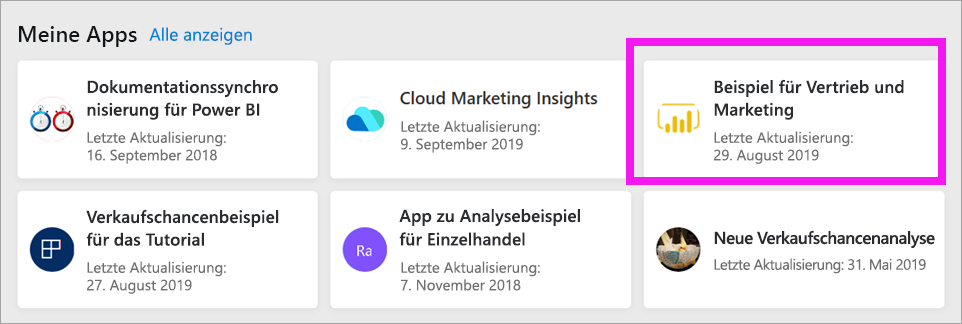 Meine Apps Alle anzeigen
Dokumentationssynchro
nisierung für Power BI
Letzte Aktualisierung:
16. September 2018
Cloud Marketing Insights
Letzte Aktualisierung:
9. September 2019
Beispiel für Vertrieb und
Marketing
Letzte Aktualisierung:
29. August 2019
Verkaufschancenbeispiel
für das Tutorial
Letzte Aktualisierung:
27. August 2019
Ra
App zu Analysebeispiel
für Einzelhandel
Letzte Aktualisierung:
7. November 2018
Neue Verkaufschancenanalyse
Letzte Aktualisierung: 31. Mai 2019